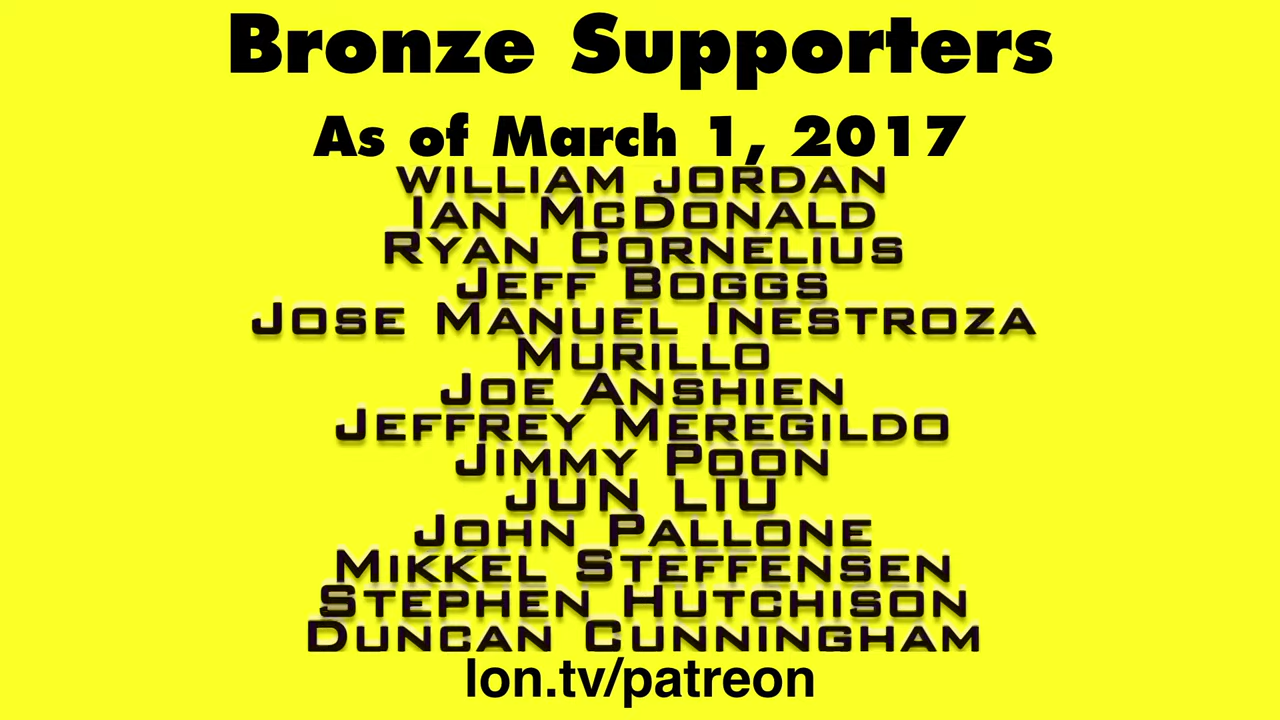 Bronze Supporters
As of March 1, 2017
WILLIAM JORDAN
IAN MCDONALD
RYAN CORNELIUS
JEFF BOGGS
JOSE MANUEL INESTROZA
MURILLO
JOE ANSHIEN
JEFFREY MEREGILDO
JIMMY POON
JUN LIU
JOHN PALLONE
MIKKEL STEFFENSEN
STEPHEN HUTCHISON
DUNCAN CUNNINGHAM
lon.tv/patreon